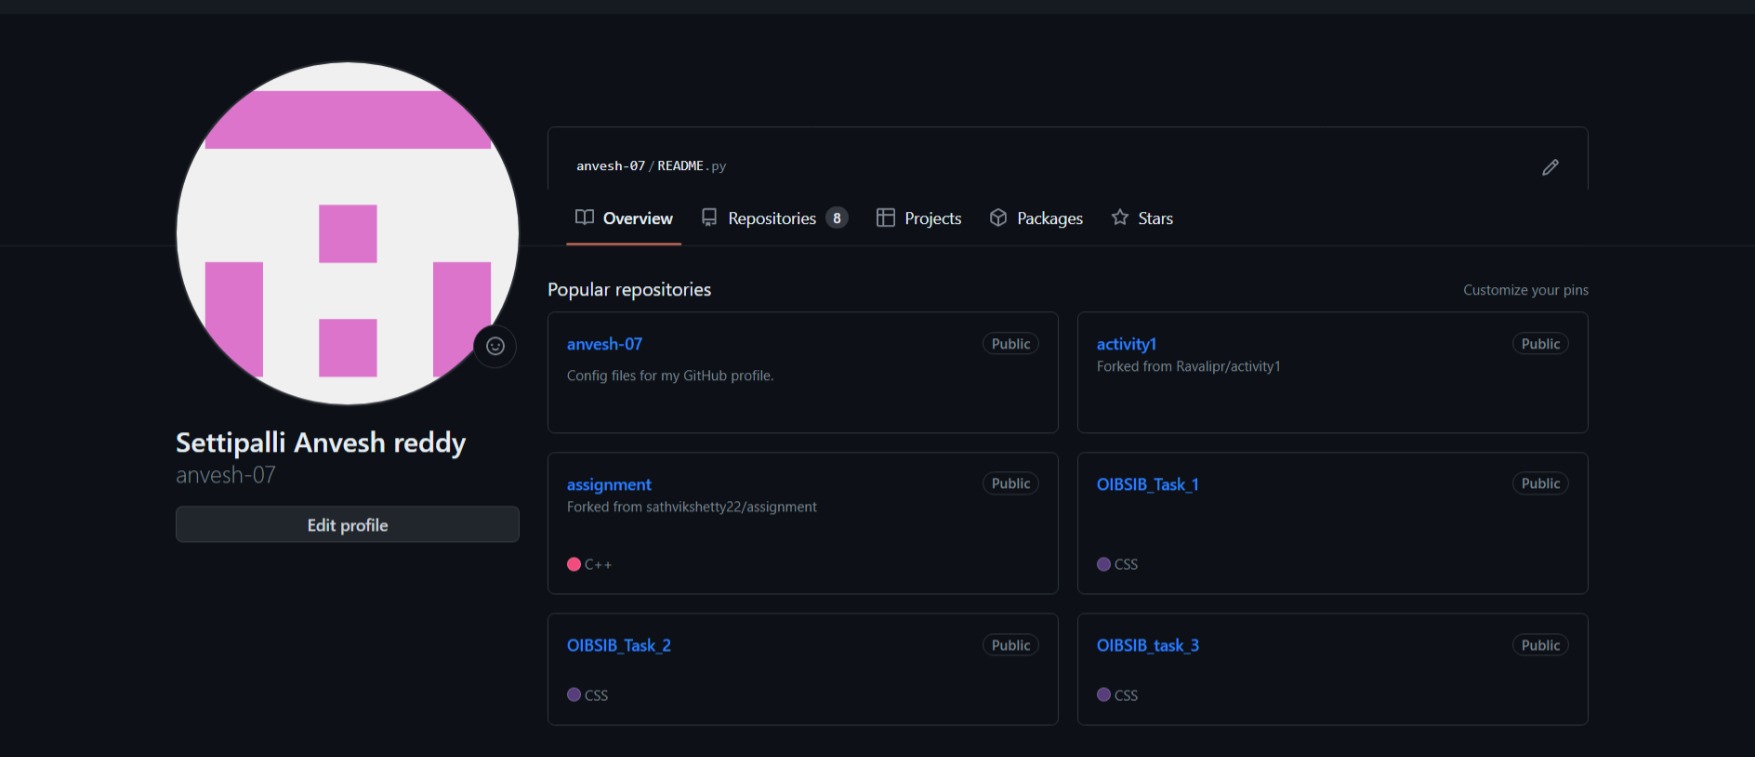 anvesh-07/README.py
Overview Repositories 8 Projects Packages Stars
Popular repositories
Customize your pins
anvesh-07 Public
Config files for my GitHub profile.
activity1 Public
Forked from Ravalipr/activity1
Settipalli Anvesh reddy
anvesh-07
Edit profile
assignment Public
Forked from sathvikshetty22/assignment
C++
OIBSIB_Task_1 Public
CSS
OIBSIB_Task_2 Public
CSS
OIBSIB_task_3 Public
CSS